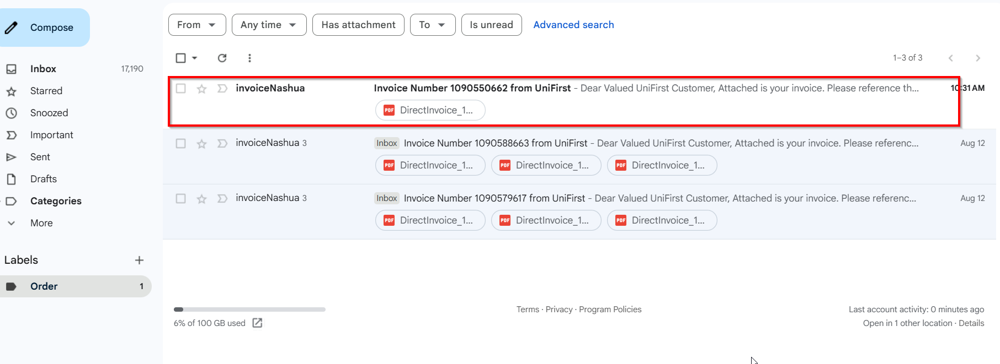 Compose
Inbox 17,190
Starred
Snoozed
Important
Sent
Drafts
Categories
More
Labels
Order 1
From Any time Has attachment To Is unread Advanced search
1–3 of 3
invoiceNashua Invoice Number 1090550662 from UniFirst - Dear Valued UniFirst Customer, Attached is your invoice. Please reference th... 10:31 AM
PDF DirectInvoice_1...
invoiceNashua 3 Inbox Invoice Number 1090588663 from UniFirst - Dear Valued UniFirst Customer, Attached is your invoice. Please referenc... Aug 12
PDF DirectInvoice_1... PDF DirectInvoice_1... PDF DirectInvoice_1...
invoiceNashua 3 Inbox Invoice Number 1090579617 from UniFirst - Dear Valued UniFirst Customer, Attached is your invoice. Please referenc... Aug 12
PDF DirectInvoice_1... PDF DirectInvoice_1... PDF DirectInvoice_1...
6% of 100 GB used
Terms · Privacy · Program Policies
Last account activity: 0 minutes ago
Open in 1 other location · Details